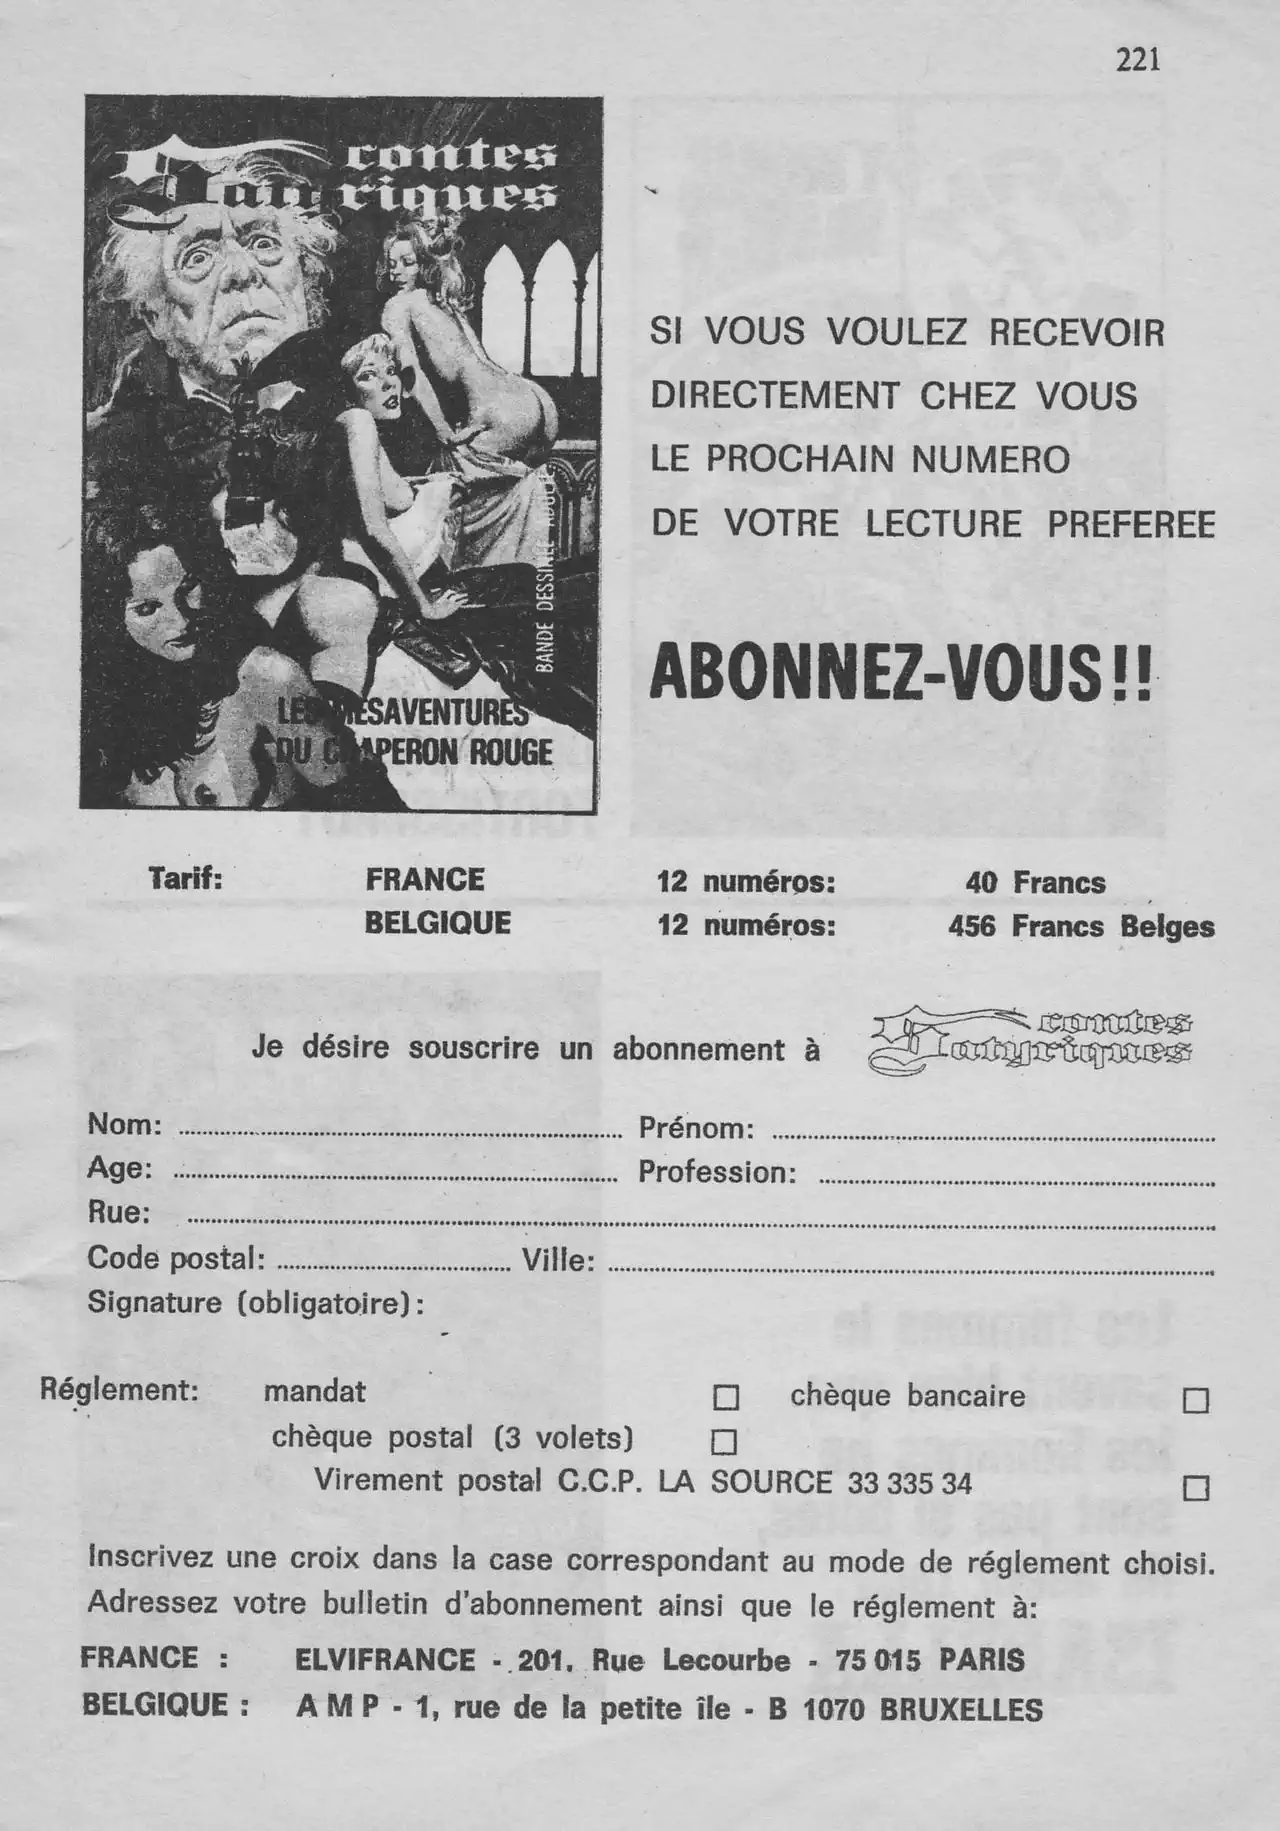 221
contes
Satyriques
BANDE DESSINEE ADULTE
LES MESAVENTURES
DU CHAPERON ROUGE
SI VOUS VOULEZ RECEVOIR
DIRECTEMENT CHEZ VOUS
LE PROCHAIN NUMERO
DE VOTRE LECTURE PREFEREE
ABONNEZ-VOUS!!
Tarif: FRANCE 12 numéros: 40 Francs
BELGIQUE 12 numéros: 456 Francs Belges
Je désire souscrire un abonnement à contes Satyriques
Nom: Prénom:
Age: Profession:
Rue:
Code postal: Ville:
Signature (obligatoire):
Réglement: mandat □ chèque bancaire □
chèque postal (3 volets) □
Virement postal C.C.P. LA SOURCE 33 335 34 □
Inscrivez une croix dans la case correspondant au mode de réglement choisi.
Adressez votre bulletin d'abonnement ainsi que le réglement à:
FRANCE : ELVIFRANCE - 201, Rue Lecourbe - 75 015 PARIS
BELGIQUE : A M P - 1, rue de la petite île - B 1070 BRUXELLES